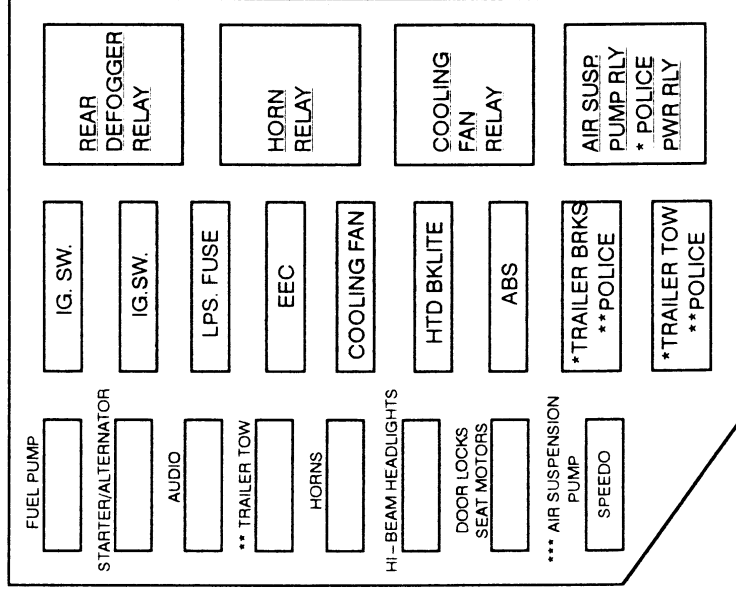 REAR
DEFOGGER
RELAY
HORN
RELAY
COOLING
FAN
RELAY
AIR SUSP.
PUMP RLY
* POLICE
PWR RLY
IG. SW.
IG.SW.
LPS. FUSE
EEC
COOLING FAN
HTD BKLITE
ABS
*TRAILER BRKS
**POLICE
*TRAILER TOW
**POLICE
FUEL PUMP
STARTER/ALTERNATOR
AUDIO
** TRAILER TOW
HORNS
HI-BEAM HEADLIGHTS
DOOR LOCKS
SEAT MOTORS
*** AIR SUSPENSION
PUMP
SPEEDO